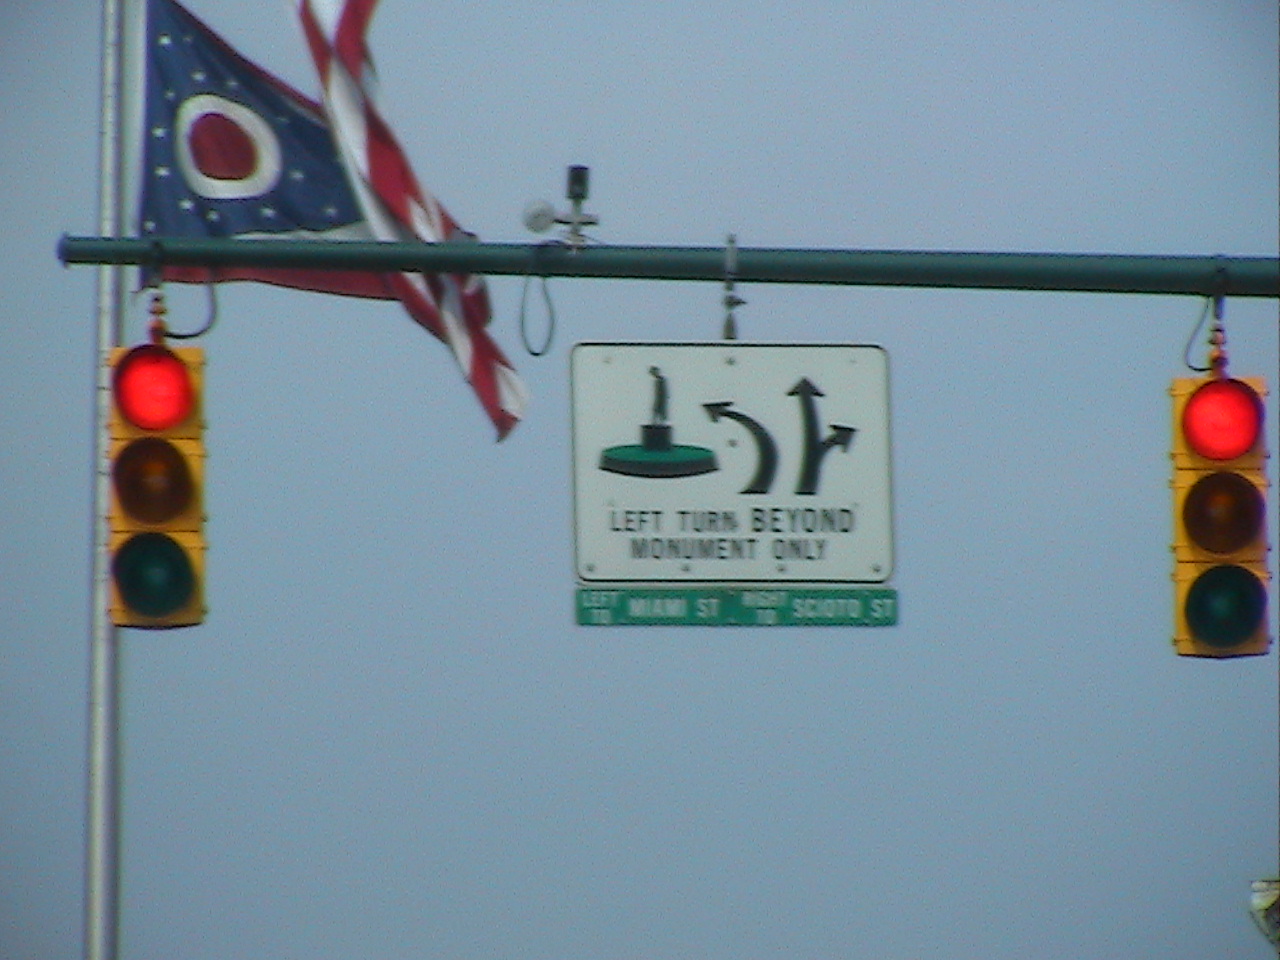 LEFT TURN BEYOND
MONUMENT ONLY
LEFT TO MIAMI ST. RIGHT TO SCIOTO ST